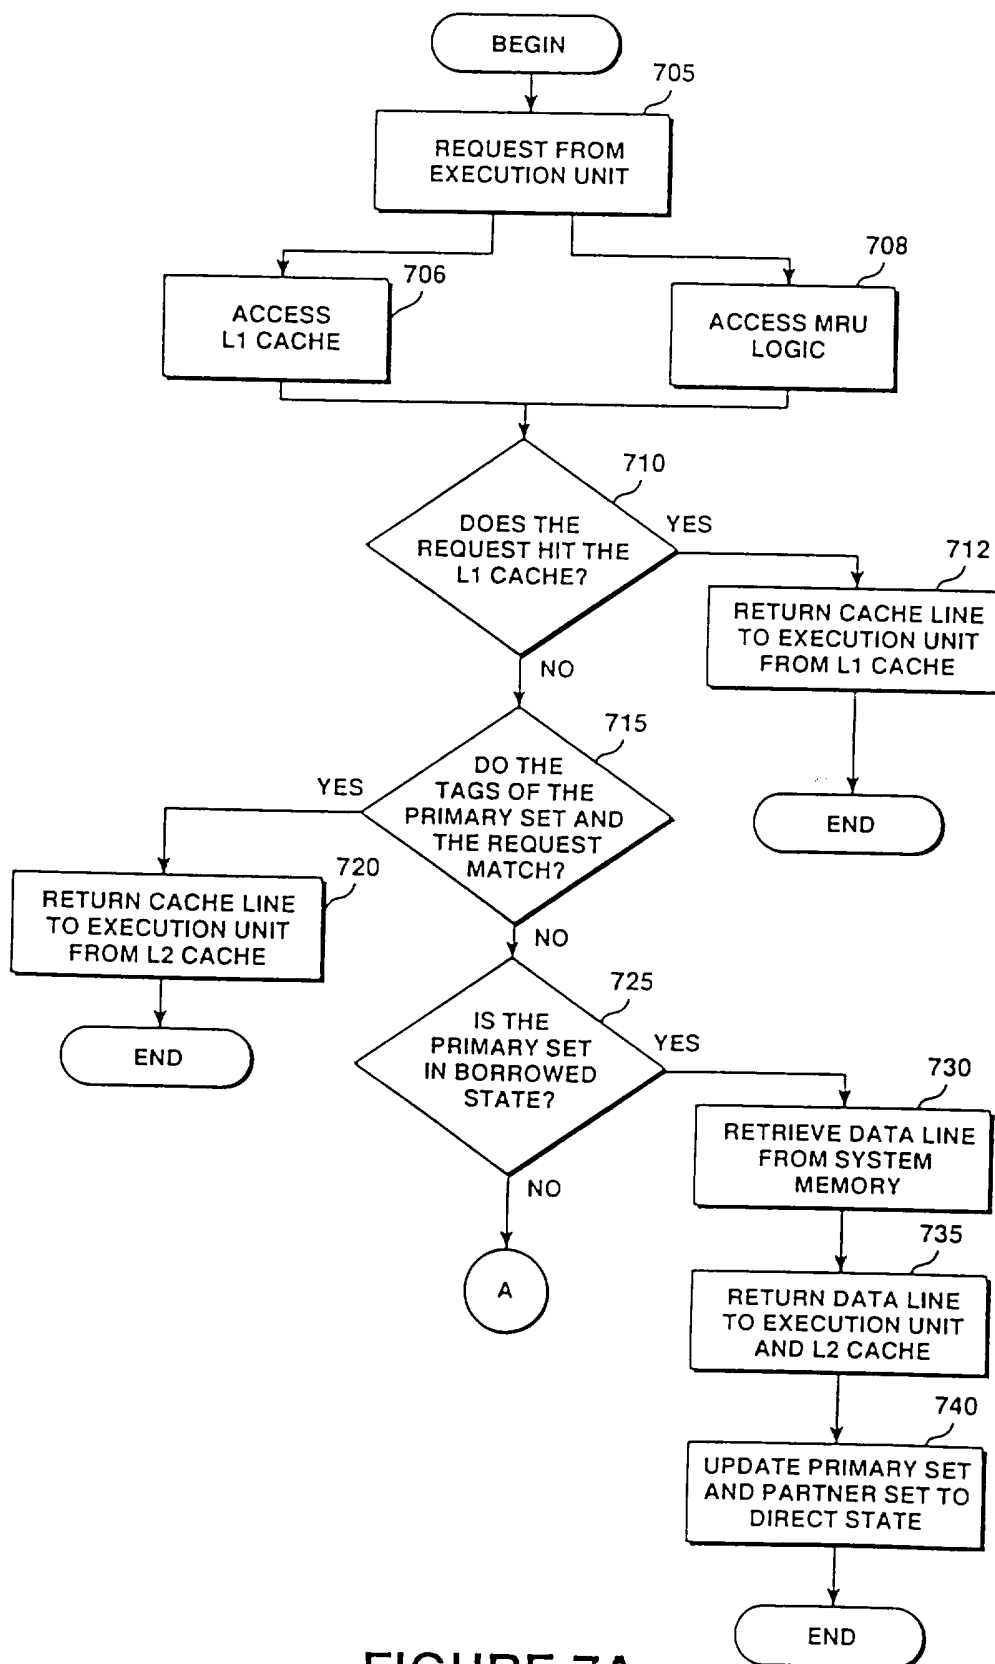 BEGIN
705
REQUEST FROM
EXECUTION UNIT
706
ACCESS
L1 CACHE
708
ACCESS MRU
LOGIC
710
DOES THE
REQUEST HIT THE
L1 CACHE?
YES
NO
712
RETURN CACHE LINE
TO EXECUTION UNIT
FROM L1 CACHE
END
715
DO THE
TAGS OF THE
PRIMARY SET AND
THE REQUEST
MATCH?
YES
NO
720
RETURN CACHE LINE
TO EXECUTION UNIT
FROM L2 CACHE
END
725
IS THE
PRIMARY SET
IN BORROWED
STATE?
YES
NO
A
730
RETRIEVE DATA LINE
FROM SYSTEM
MEMORY
735
RETURN DATA LINE
TO EXECUTION UNIT
AND L2 CACHE
740
UPDATE PRIMARY SET
AND PARTNER SET TO
DIRECT STATE
END
FIGURE 7A